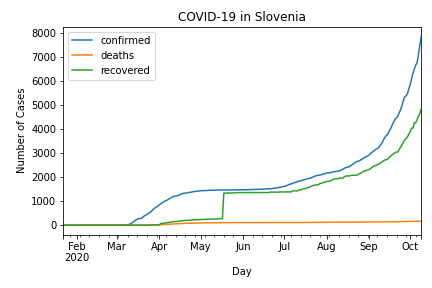 COVID-19 in Slovenia
confirmed
deaths
recovered
Number of Cases
8000
7000
6000
5000
4000
3000
2000
1000
0
Feb Mar Apr May Jun Jul Aug Sep Oct
2020
Day